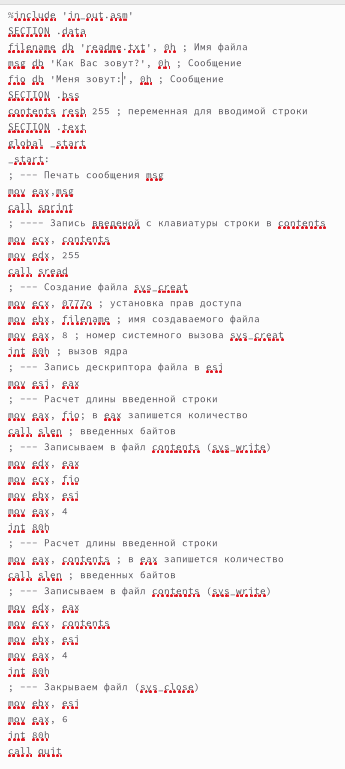 %include 'in_out.asm'
SECTION .data
filename db 'readme.txt', 0h ; Имя файла
msg db 'Как Вас зовут?', 0h ; Сообщение
fio db 'Меня зовут:', 0h ; Сообщение
SECTION .bss
contents resb 255 ; переменная для вводимой строки
SECTION .text
global _start
_start:
; --- Печать сообщения msg
mov eax,msg
call sprint
; ---- Запись введеной с клавиатуры строки в contents
mov ecx, contents
mov edx, 255
call sread
; --- Создание файла sys_creat
mov ecx, 0777o ; установка прав доступа
mov ebx, filename ; имя создаваемого файла
mov eax, 8 ; номер системного вызова sys_creat
int 80h ; вызов ядра
; --- Запись дескриптора файла в esi
mov esi, eax
; --- Расчет длины введенной строки
mov eax, fio; в eax запишется количество
call slen ; введенных байтов
; --- Записываем в файл contents (sys_write)
mov edx, eax
mov ecx, fio
mov ebx, esi
mov eax, 4
int 80h
; --- Расчет длины введенной строки
mov eax, contents ; в eax запишется количество
call slen ; введенных байтов
; --- Записываем в файл contents (sys_write)
mov edx, eax
mov ecx, contents
mov ebx, esi
mov eax, 4
int 80h
; --- Закрываем файл (sys_close)
mov ebx, esi
mov eax, 6
int 80h
call quit